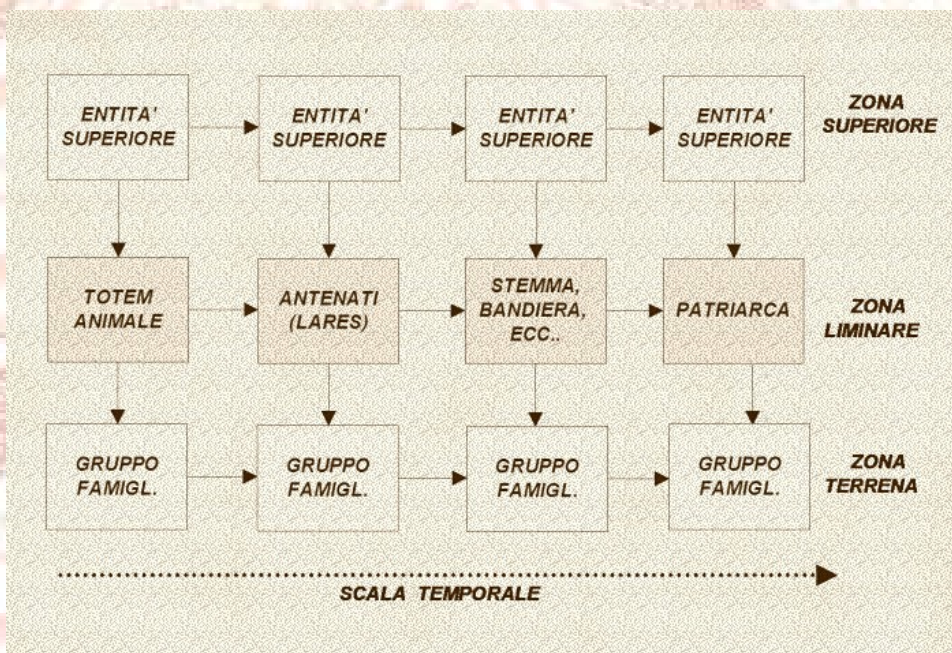 ENTITA'
SUPERIORE
ENTITA'
SUPERIORE
ENTITA'
SUPERIORE
ENTITA'
SUPERIORE
ZONA
SUPERIORE
TOTEM
ANIMALE
ANTENATI
(LARES)
STEMMA,
BANDIERA,
ECC..
PATRIARCA
ZONA
LIMINARE
GRUPPO
FAMIGL.
GRUPPO
FAMIGL.
GRUPPO
FAMIGL.
GRUPPO
FAMIGL.
ZONA
TERRENA
SCALA TEMPORALE